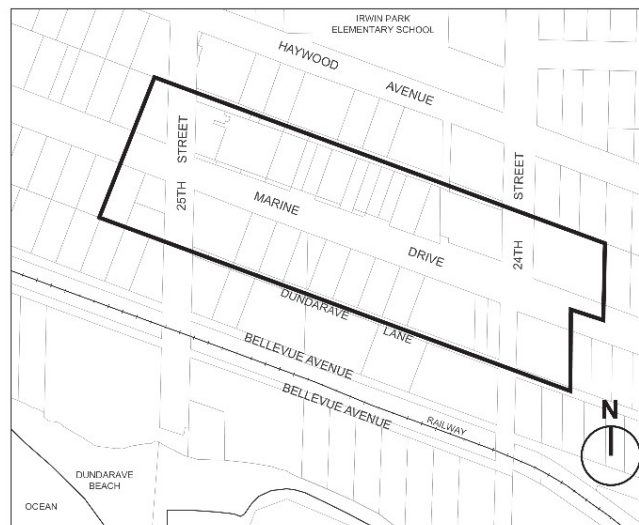 IRWIN PARK
ELEMENTARY SCHOOL
HAYWOOD
AVENUE
25TH STREET
MARINE
DRIVE
24TH STREET
DUNDARAVE
LANE
BELLEVUE AVENUE
BELLEVUE AVENUE
RAILWAY
N
DUNDARAVE
BEACH
OCEAN